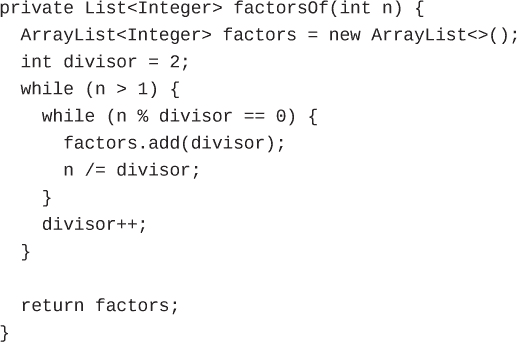 private List<Integer> factorsOf(int n) {
  ArrayList<Integer> factors = new ArrayList<>();
  int divisor = 2;
  while (n > 1) {
    while (n % divisor == 0) {
      factors.add(divisor);
      n /= divisor;
    }
    divisor++;
  }

  return factors;
}